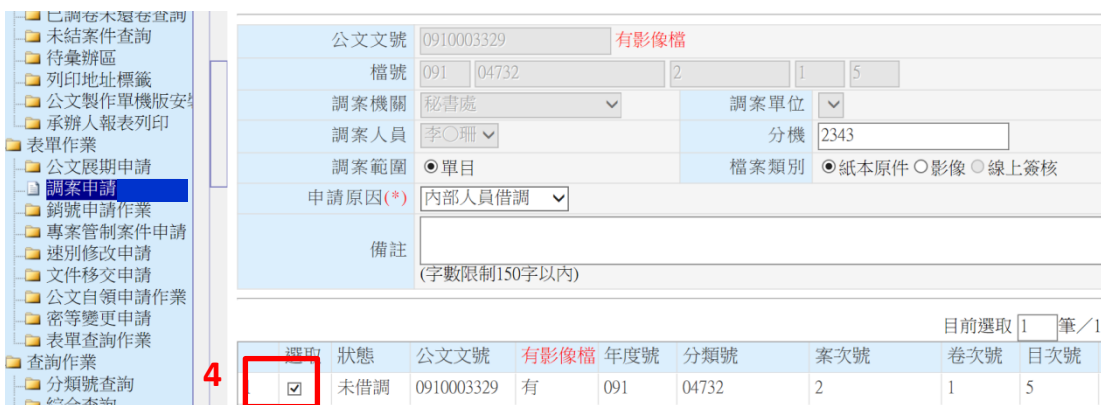 已調卷未還卷查詢
未結案件查詢
待彙辦區
列印地址標籤
公文製作單機版安裝
承辦人報表列印
表單作業
公文展期申請
調案申請
銷號申請作業
專案管制案件申請
速別修改申請
文件移交申請
公文自領申請作業
密等變更申請
表單查詢作業
查詢作業
分類號查詢
綜合查詢
公文文號 0910003329 有影像檔
檔號 091 04732 2 1 5
調案機關 秘書處 調案單位
調案人員 李○珊 分機 2343
調案範圍 單目 檔案類別 紙本原件 影像 線上簽核
申請原因(*) 內部人員借調
備註
(字數限制150字以內)
目前選取 1 筆／1
選取 狀態 公文文號 有影像檔 年度號 分類號 案次號 卷次號 目次號
4 1 未借調 0910003329 有 091 04732 2 1 5